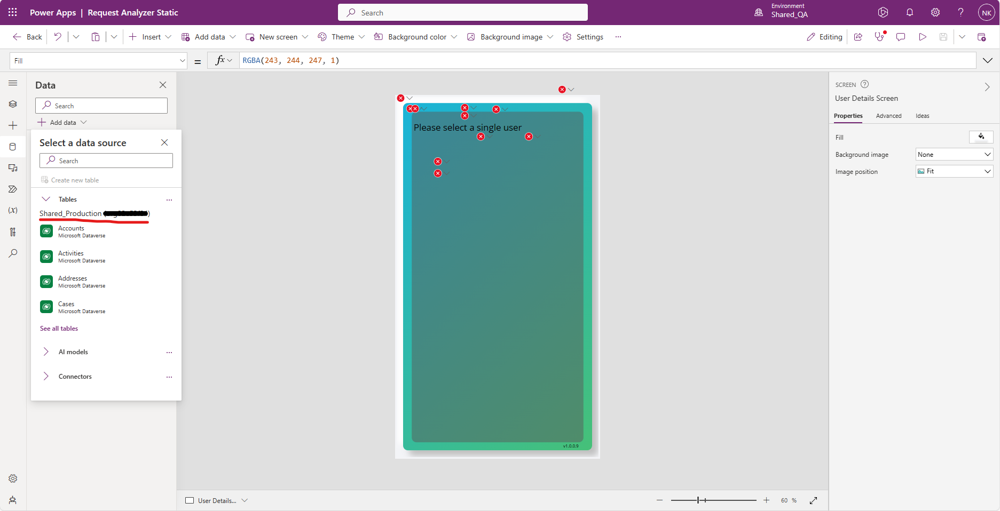 Power Apps | Request Analyzer Static
Search
Environment
Shared_QA
NK
Back
Insert
Add data
New screen
Theme
Background color
Background image
Settings
...
Editing
Fill
=
fx
RGBA(243, 244, 247, 1)
Data
Search
Add data
Select a data source
Search
Create new table
Tables
...
Shared_Production
Accounts
Microsoft Dataverse
Activities
Microsoft Dataverse
Addresses
Microsoft Dataverse
Cases
Microsoft Dataverse
See all tables
AI models
...
Connectors
...
(x)
Please select a single user
v1.0.0.9
User Details...
60 %
SCREEN
User Details Screen
Properties
Advanced
Ideas
Fill
Background image
None
Image position
Fit